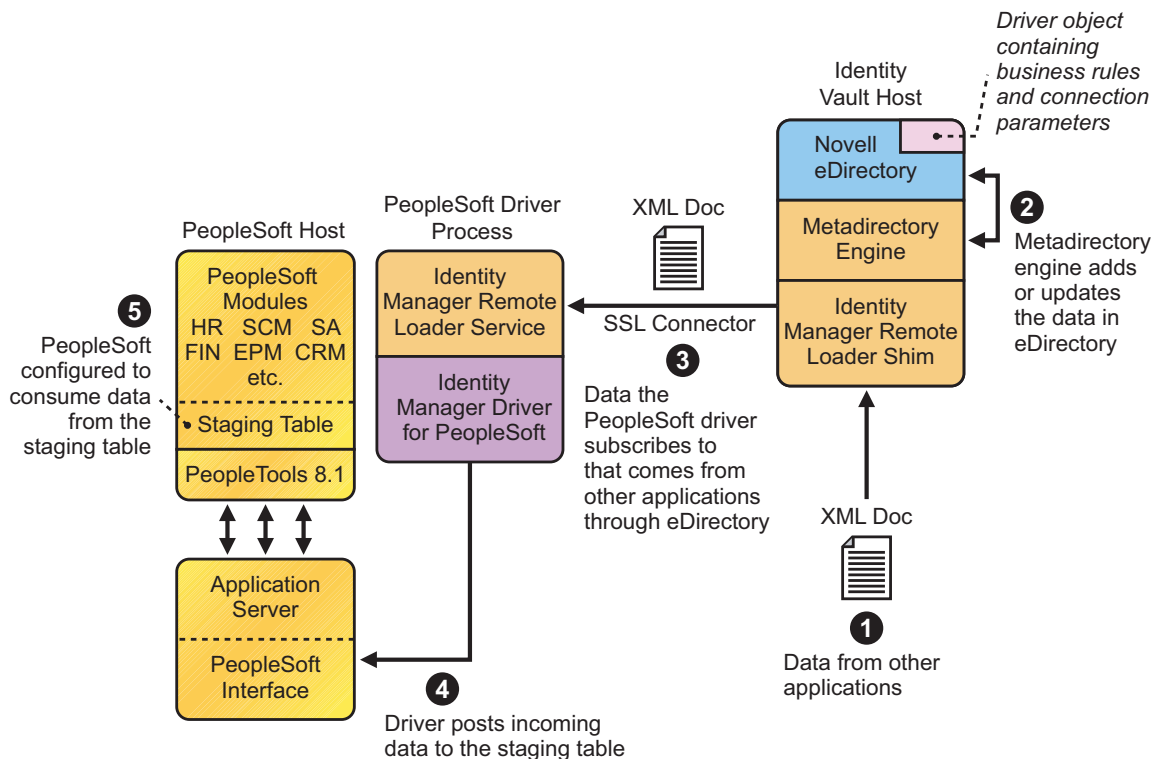 Driver object
containing
business rules
and connection
parameters
Identity
Vault Host
Novell
eDirectory
Metadirectory
Engine
Identity
Manager Remote
Loader Shim
2
Metadirectory
engine adds
or updates
the data in
eDirectory
XML Doc
SSL Connector
3
Data the
PeopleSoft driver
subscribes to
that comes from
other applications
through eDirectory
XML Doc
1
Data from other
applications
PeopleSoft Driver
Process
Identity
Manager Remote
Loader Service
Identity
Manager Driver
for PeopleSoft
PeopleSoft Host
PeopleSoft
Modules
HR SCM SA
FIN EPM CRM
etc.
Staging Table
PeopleTools 8.1
5
PeopleSoft
configured to
consume data
from the
staging table
Application
Server
PeopleSoft
Interface
4
Driver posts incoming
data to the staging table